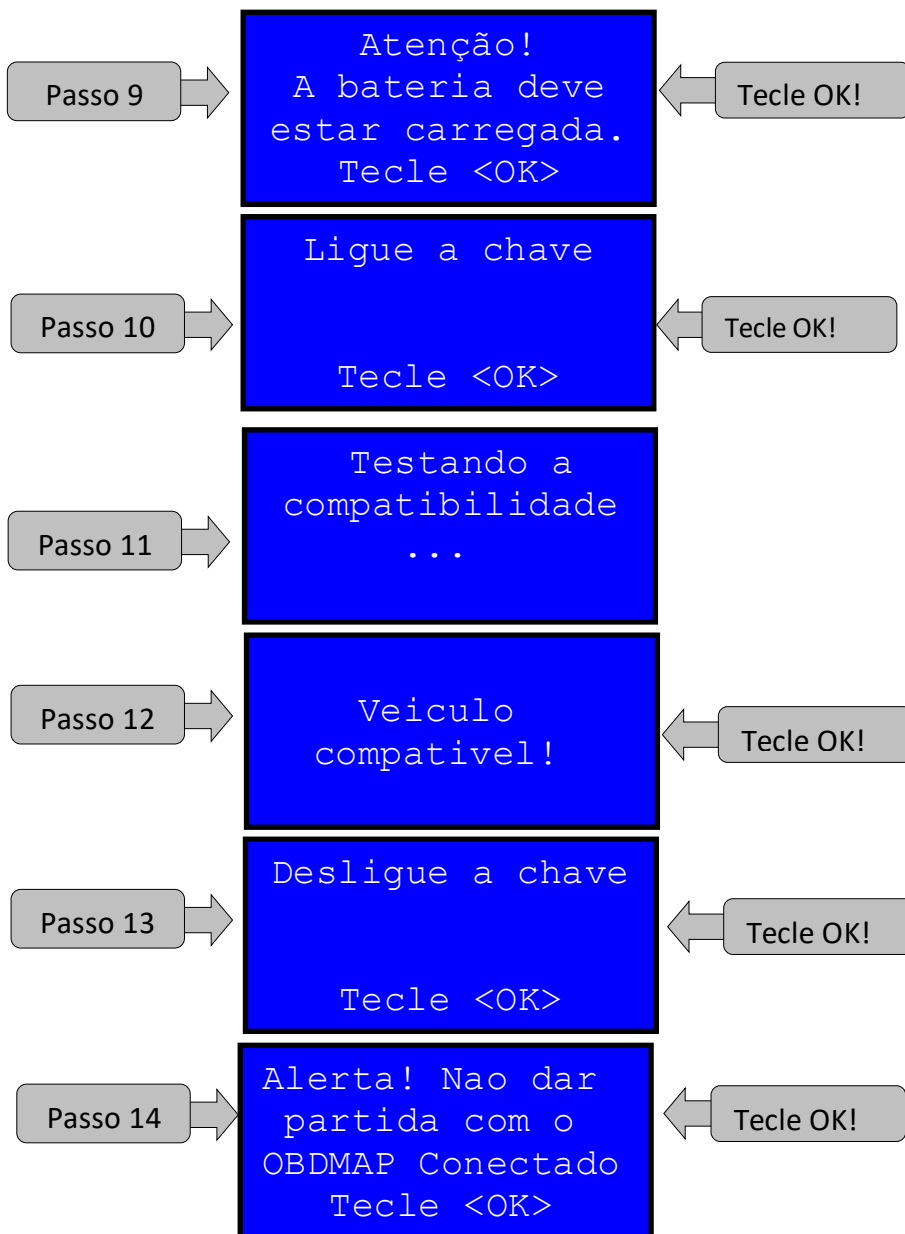 Passo 9
Atenção!
A bateria deve
estar carregada.
Tecle <OK>
Tecle OK!
Passo 10
Ligue a chave
Tecle <OK>
Tecle OK!
Passo 11
Testando a
compatibilidade
...
Passo 12
Veiculo
compativel!
Tecle OK!
Passo 13
Desligue a chave
Tecle <OK>
Tecle OK!
Passo 14
Alerta! Nao dar
partida com o
OBDMAP Conectado
Tecle <OK>
Tecle OK!